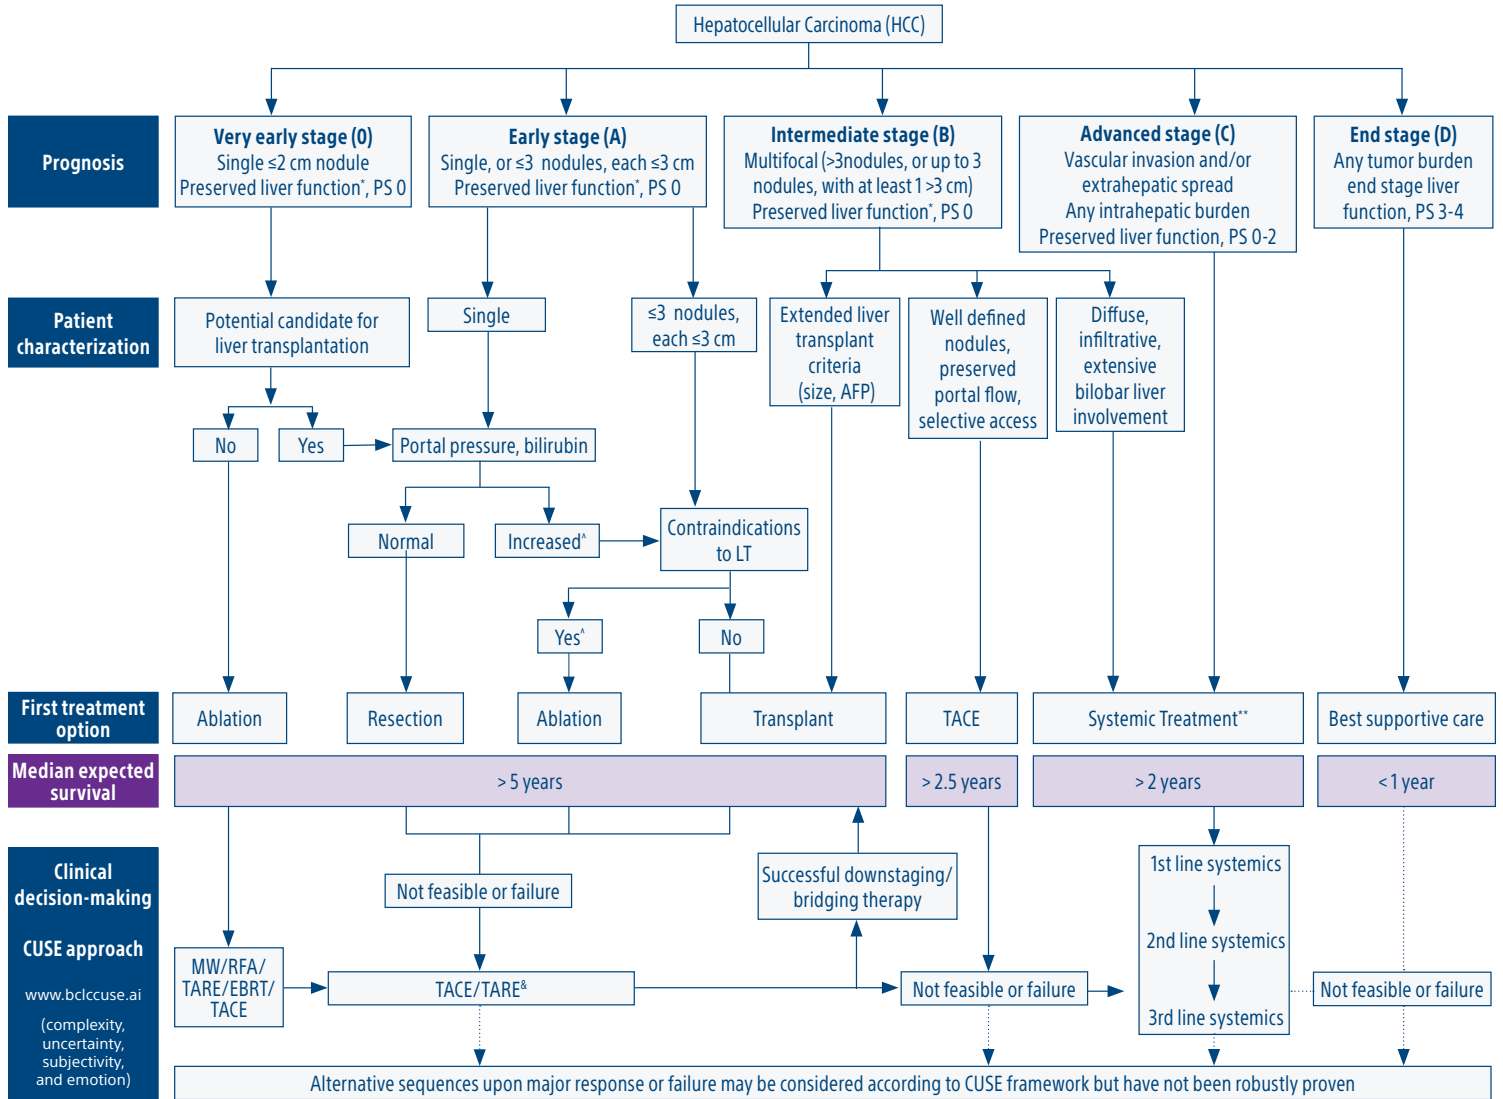 Hepatocellular Carcinoma (HCC)
Prognosis
Very early stage (0)
Single ≤2 cm nodule
Preserved liver function*, PS 0
Early stage (A)
Single, or ≤3 nodules, each ≤3 cm
Preserved liver function*, PS 0
Intermediate stage (B)
Multifocal (>3nodules, or up to 3
nodules, with at least 1 >3 cm)
Preserved liver function*, PS 0
Advanced stage (C)
Vascular invasion and/or
extrahepatic spread
Any intrahepatic burden
Preserved liver function, PS 0-2
End stage (D)
Any tumor burden
end stage liver
function, PS 3-4
Patient
characterization
Potential candidate for
liver transplantation
Single
≤3 nodules,
each ≤3 cm
Extended liver
transplant
criteria
(size, AFP)
Well defined
nodules,
preserved
portal flow,
selective access
Diffuse,
infiltrative,
extensive
bilobar liver
involvement
No
Yes
Portal pressure, bilirubin
Normal
Increased^
Contraindications
to LT
Yes^
No
First treatment
option
Ablation
Resection
Ablation
Transplant
TACE
Systemic Treatment**
Best supportive care
Median expected
survival
> 5 years
> 2.5 years
> 2 years
< 1 year
Clinical
decision-making
CUSE approach
www.bclccuse.ai
(complexity,
uncertainty,
subjectivity,
and emotion)
Not feasible or failure
Successful downstaging/
bridging therapy
1st line systemics
2nd line systemics
3rd line systemics
MW/RFA/
TARE/EBRT/
TACE
TACE/TARE&
Not feasible or failure
Not feasible or failure
Alternative sequences upon major response or failure may be considered according to CUSE framework but have not been robustly proven